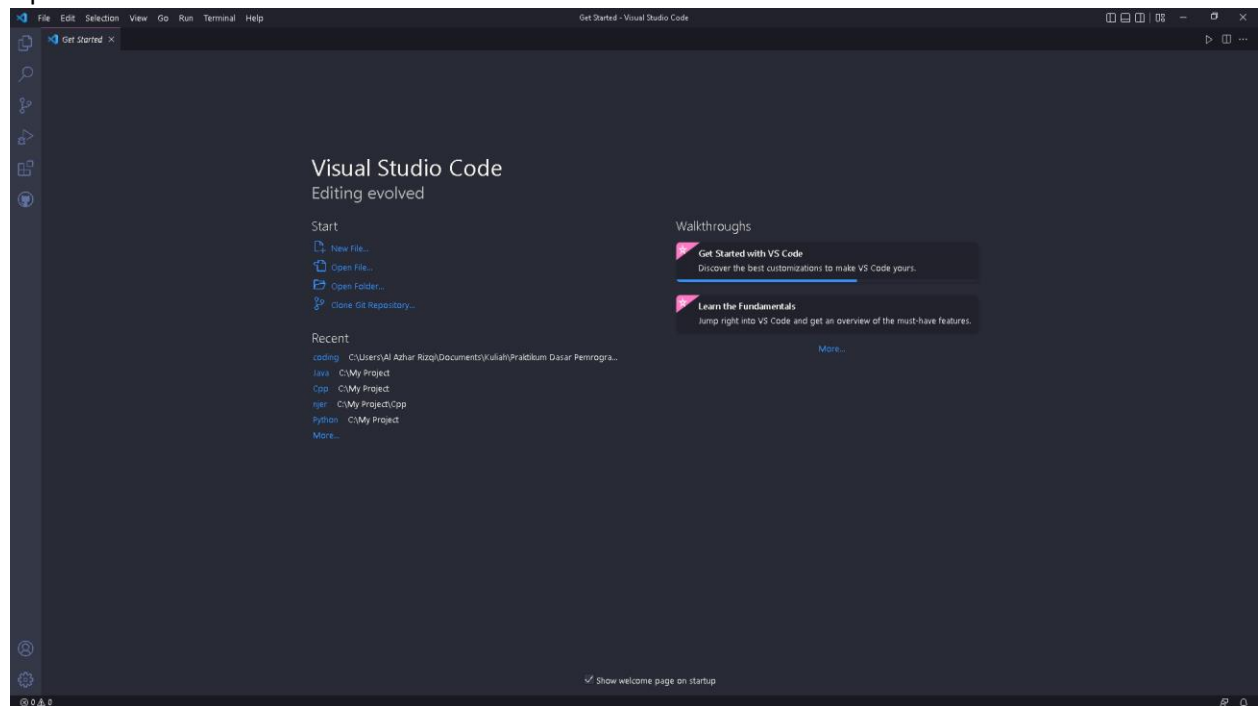 File Edit Selection View Go Run Terminal Help
Get Started - Visual Studio Code
Get Started
Visual Studio Code
Editing evolved
Start
New File...
Open File...
Open Folder...
Clone Git Repository...
Recent
coding C:\Users\Al Azhar Rizqi\Documents\Kuliah\Praktikum Dasar Pemrogra...
Java C:\My Project
Cpp C:\My Project
njer C:\My Project\Cpp
Python C:\My Project
More...
Walkthroughs
Get Started with VS Code
Discover the best customizations to make VS Code yours.
Learn the Fundamentals
Jump right into VS Code and get an overview of the must-have features.
More...
Show welcome page on startup
0 0